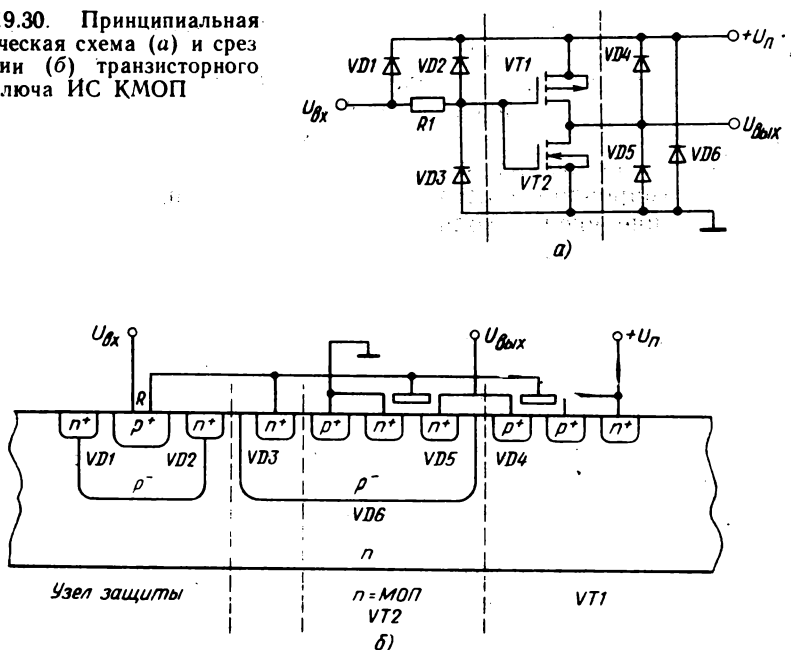 .9.30. Принципиальная
ческая схема (а) и срез
ии (б) транзисторного
люча ИС КМОП
+Uп
VD1
VD2
VT1
VD4
Uвх
R1
Uвых
VD3
VT2
VD5
VD6
а)
Uвх
Uвых
+Uп
R
n+
p+
n+
n+
p+
n+
n+
p+
p+
n+
VD1
VD2
VD3
VD5
VD4
p-
p-
VD6
n
Узел защиты
n=МОП
VT2
VT1
б)